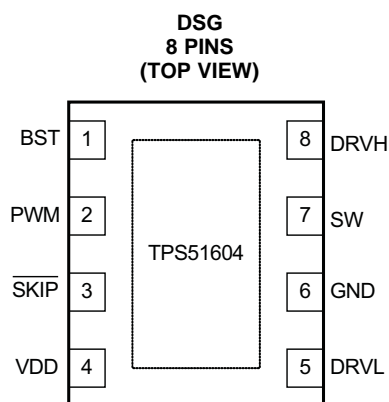 DSG
8 PINS
(TOP VIEW)
BST 1 8 DRVH
PWM 2 7 SW
TPS51604
SKIP 3 6 GND
VDD 4 5 DRVL